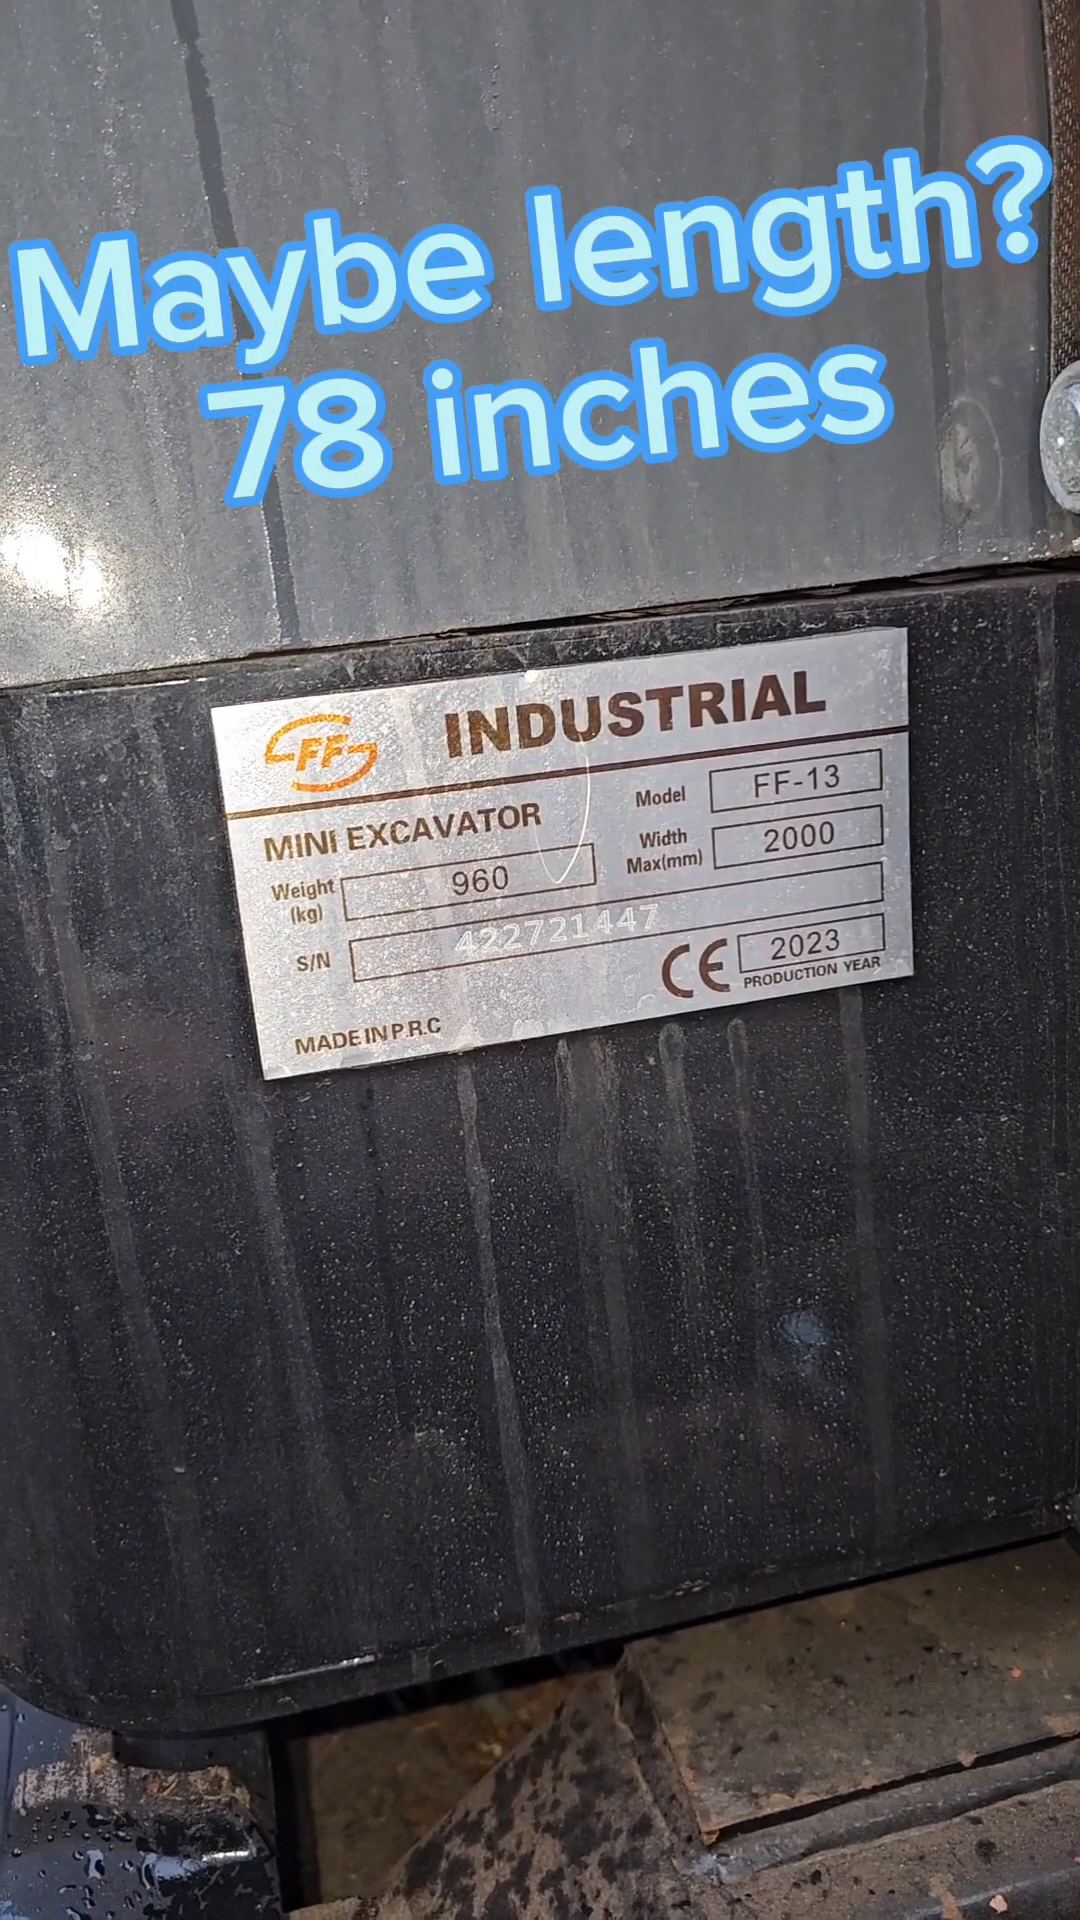 Maybe length?
78 inches
FF INDUSTRIAL
MINI EXCAVATOR
Model FF-13
Weight (kg) 960
Width Max(mm) 2000
S/N 422721447
CE 2023
PRODUCTION YEAR
MADE IN P.R.C